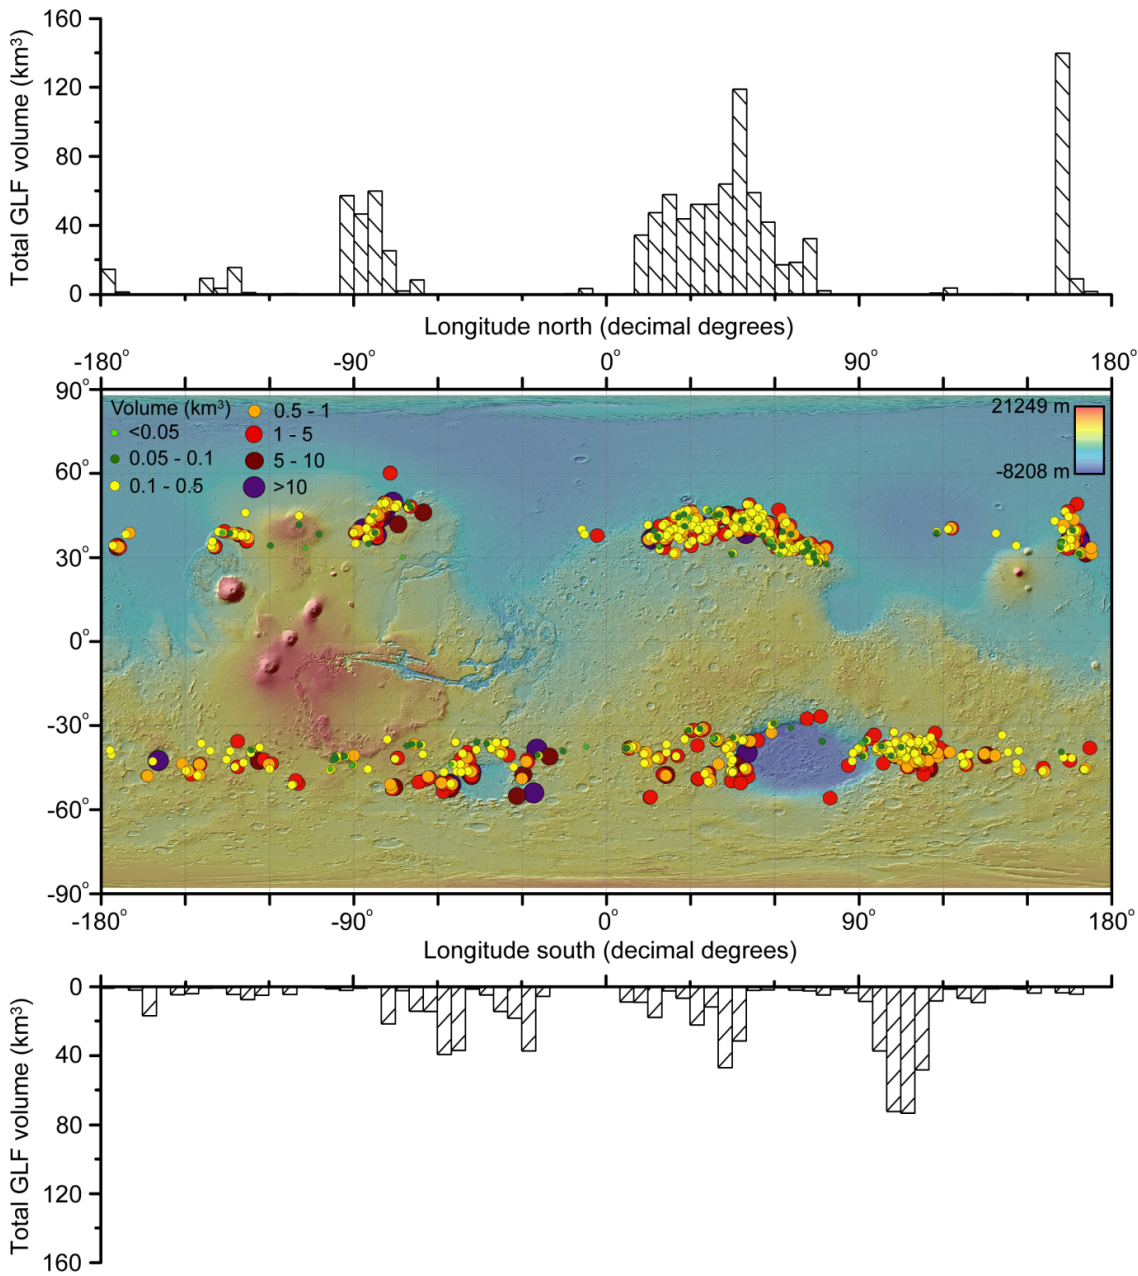 160
120
80
40
0
Total GLF volume (km³)
Longitude north (decimal degrees)
-180° -90° 0° 90° 180°
90°
60°
30°
0°
-30°
-60°
-90°
Volume (km³)
<0.05
0.05 - 0.1
0.1 - 0.5
0.5 - 1
1 - 5
5 - 10
>10
21249 m
-8208 m
-180° -90° 0° 90° 180°
Longitude south (decimal degrees)
0
40
80
120
160
Total GLF volume (km³)